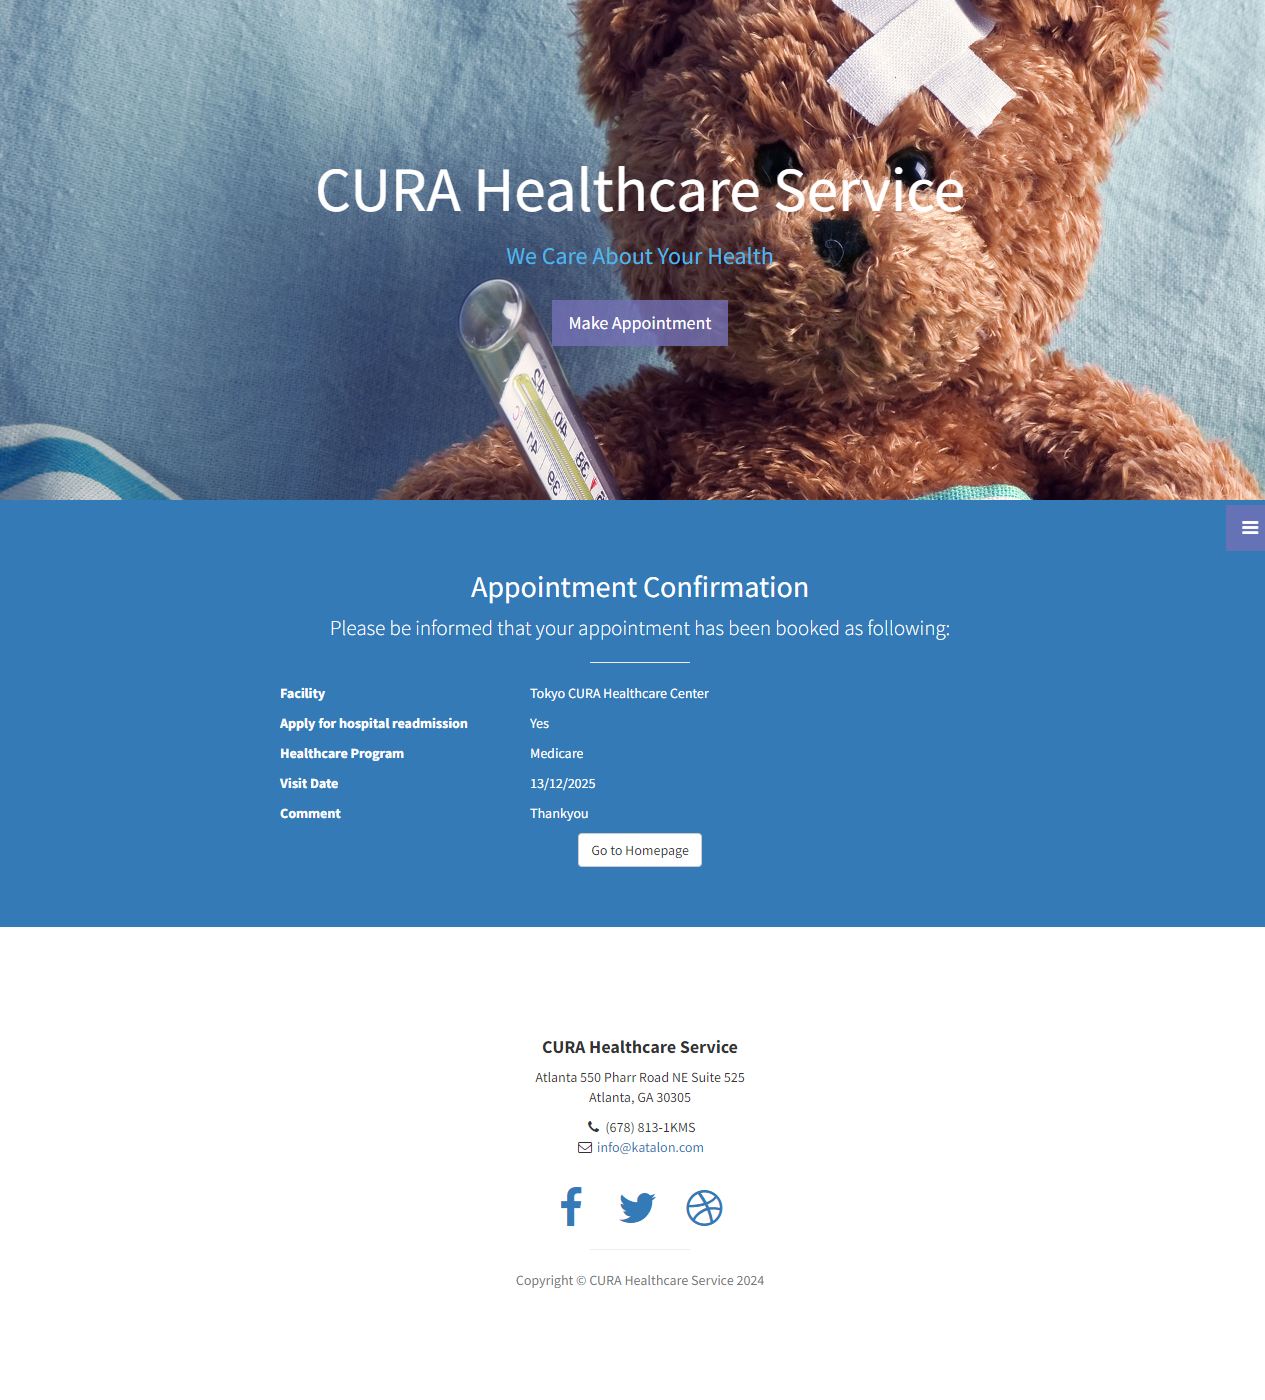 CURA Healthcare Service
We Care About Your Health
Make Appointment
Appointment Confirmation
Please be informed that your appointment has been booked as following:
Facility Tokyo CURA Healthcare Center
Apply for hospital readmission Yes
Healthcare Program Medicare
Visit Date 13/12/2025
Comment Thankyou
Go to Homepage
CURA Healthcare Service
Atlanta 550 Pharr Road NE Suite 525
Atlanta, GA 30305
(678) 813-1KMS
info@katalon.com
Copyright © CURA Healthcare Service 2024